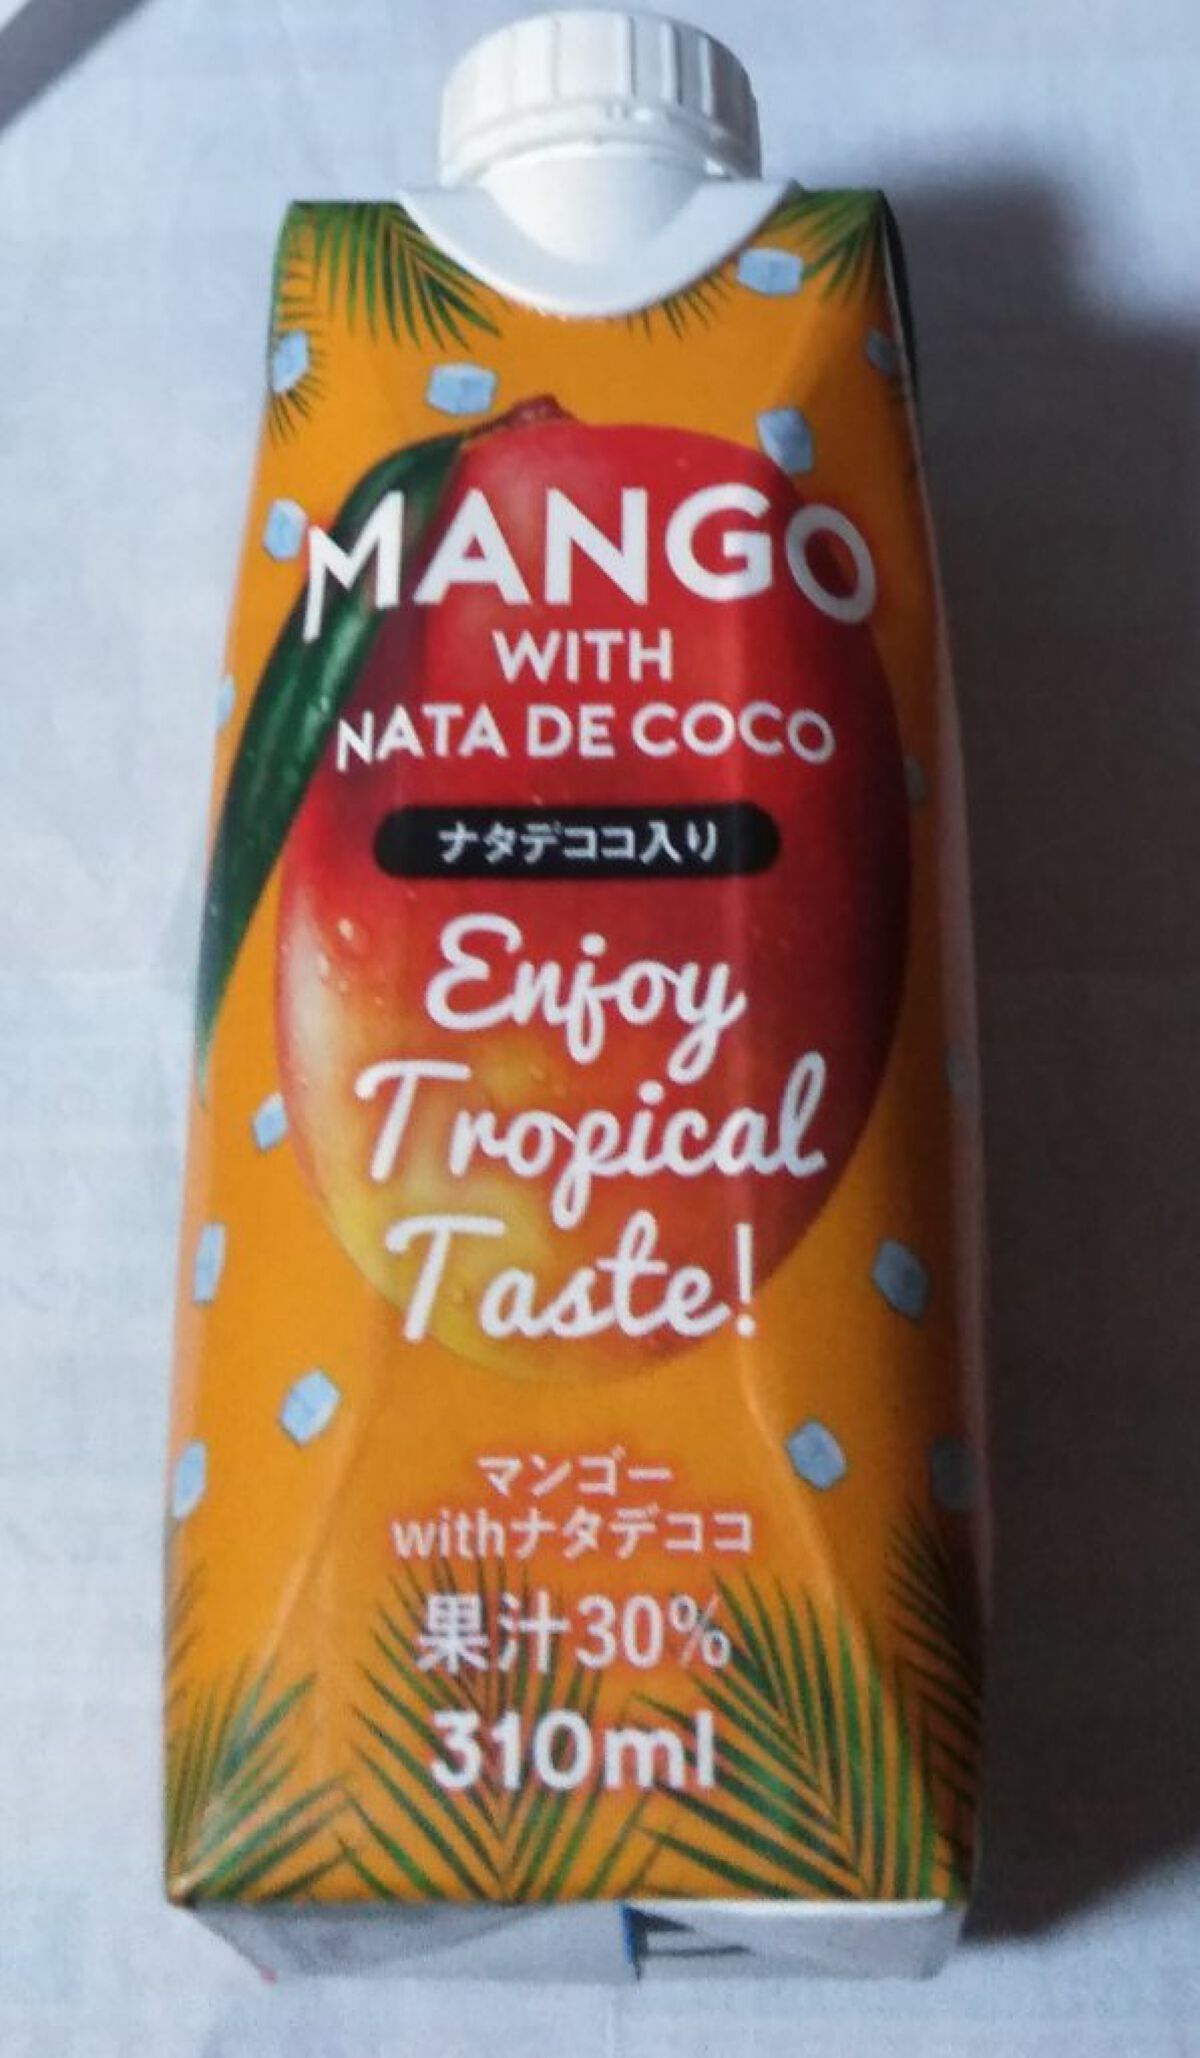 MANGO
WITH
NATA DE COCO
ナタデココ入り
Enjoy
Tropical
Taste!
マンゴー
withナタデココ
果汁30%
310ml